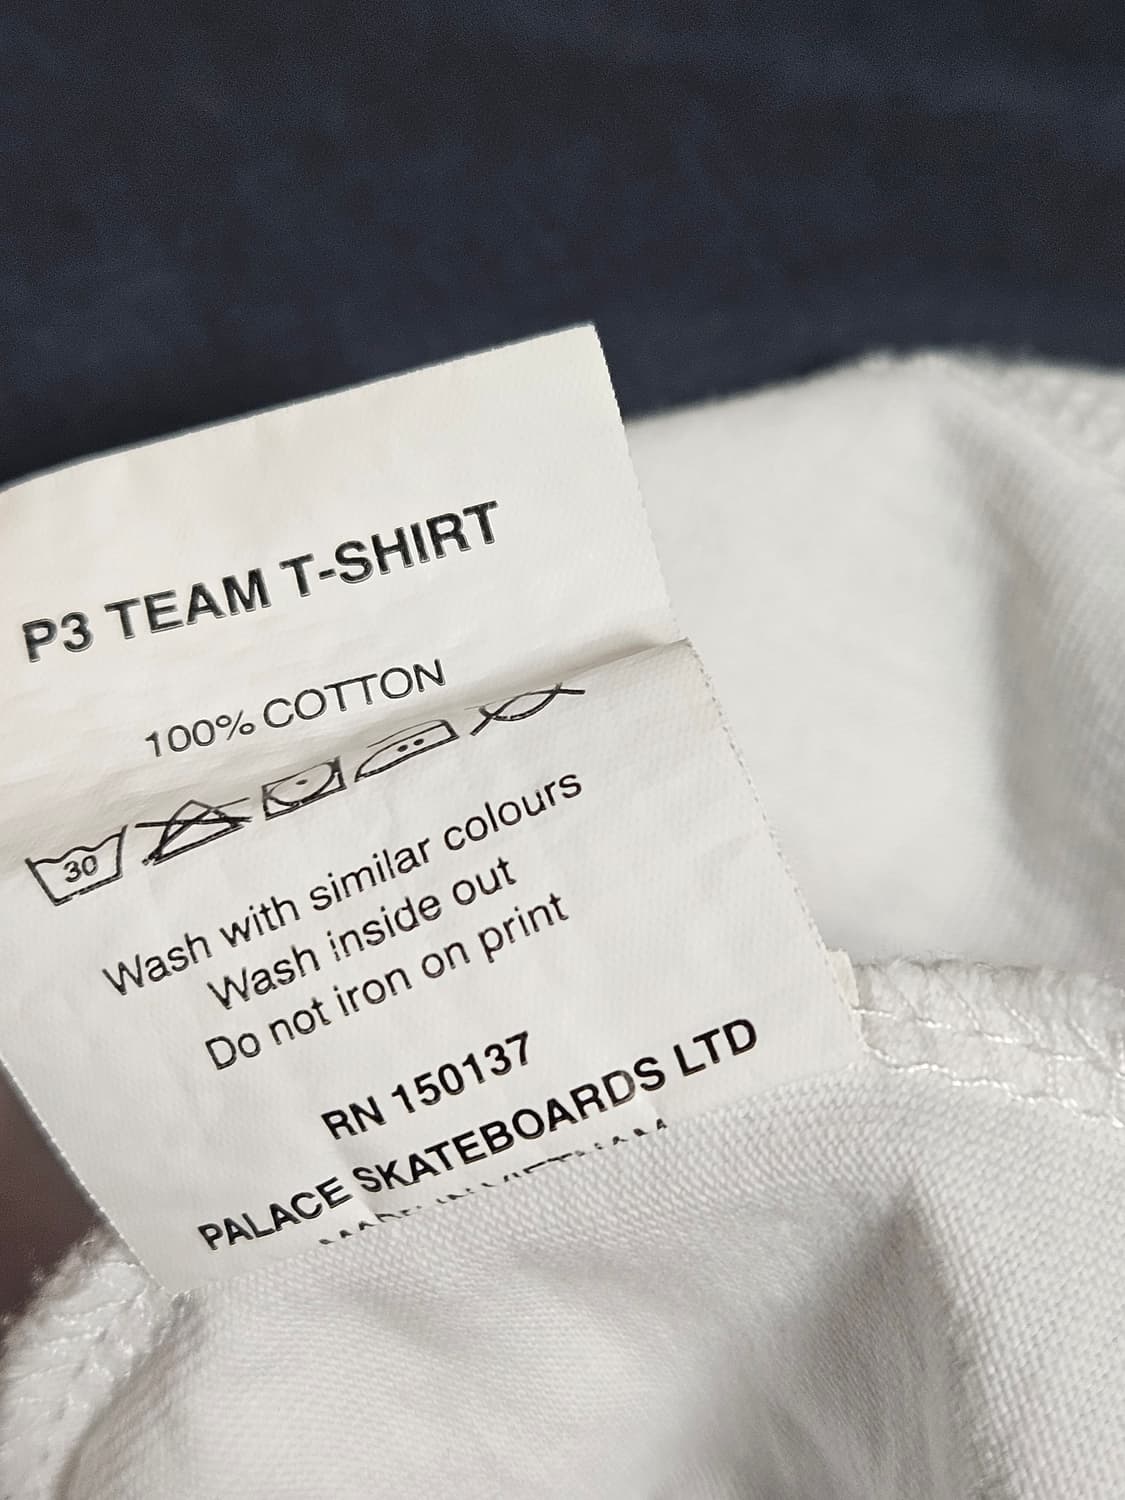 P3 TEAM T-SHIRT
100% COTTON
30
Wash with similar colours
Wash inside out
Do not iron on print
RN 150137
PALACE SKATEBOARDS LTD